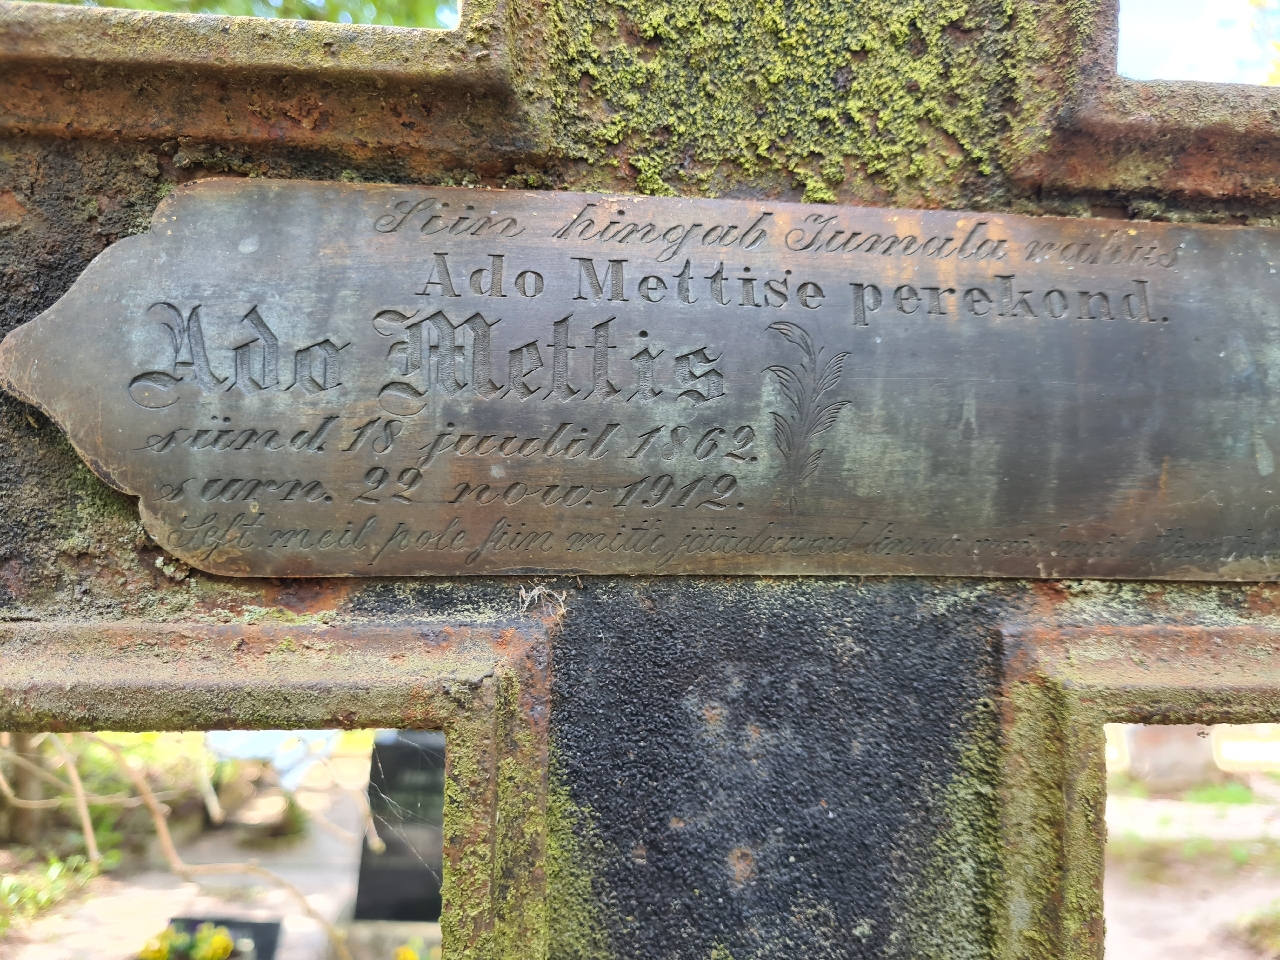 Siin hingab Jumala rahus
Ado Mettise perekond.
Ado Mettis
sünd. 18 juulil 1862.
surn. 22 now. 1912.
Seſt meil pole ſiin mitte jäädawad linna